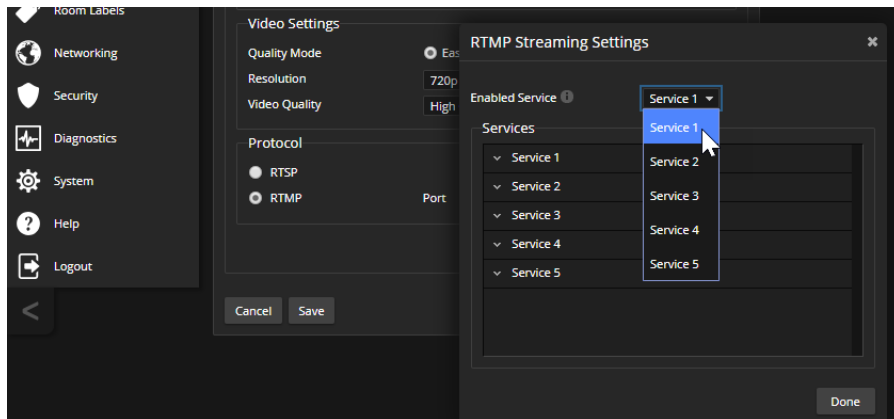 Room Labels
Networking
Security
Diagnostics
System
Help
Logout
Video Settings
Quality Mode
Resolution 720p
Video Quality High
Protocol
RTSP
RTMP Port
Cancel Save
RTMP Streaming Settings
Enabled Service Service 1
Service 1
Service 2
Service 3
Service 4
Service 5
Services
Service 1
Service 2
Service 3
Service 4
Service 5
Done